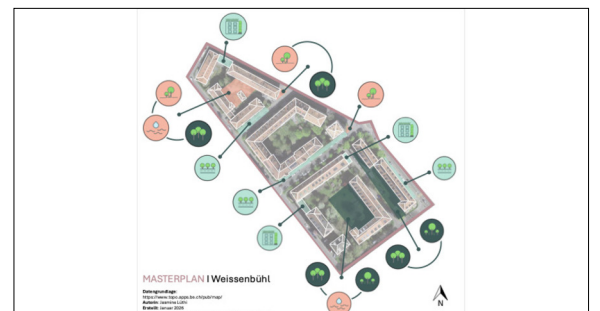 MASTERPLAN I Weissenbühl
Datengrundlage:
https://www.topo.apps.be.ch/pub/map/
Autorin: Jasmine Lüthi
Erstellt: Januar 2026
N